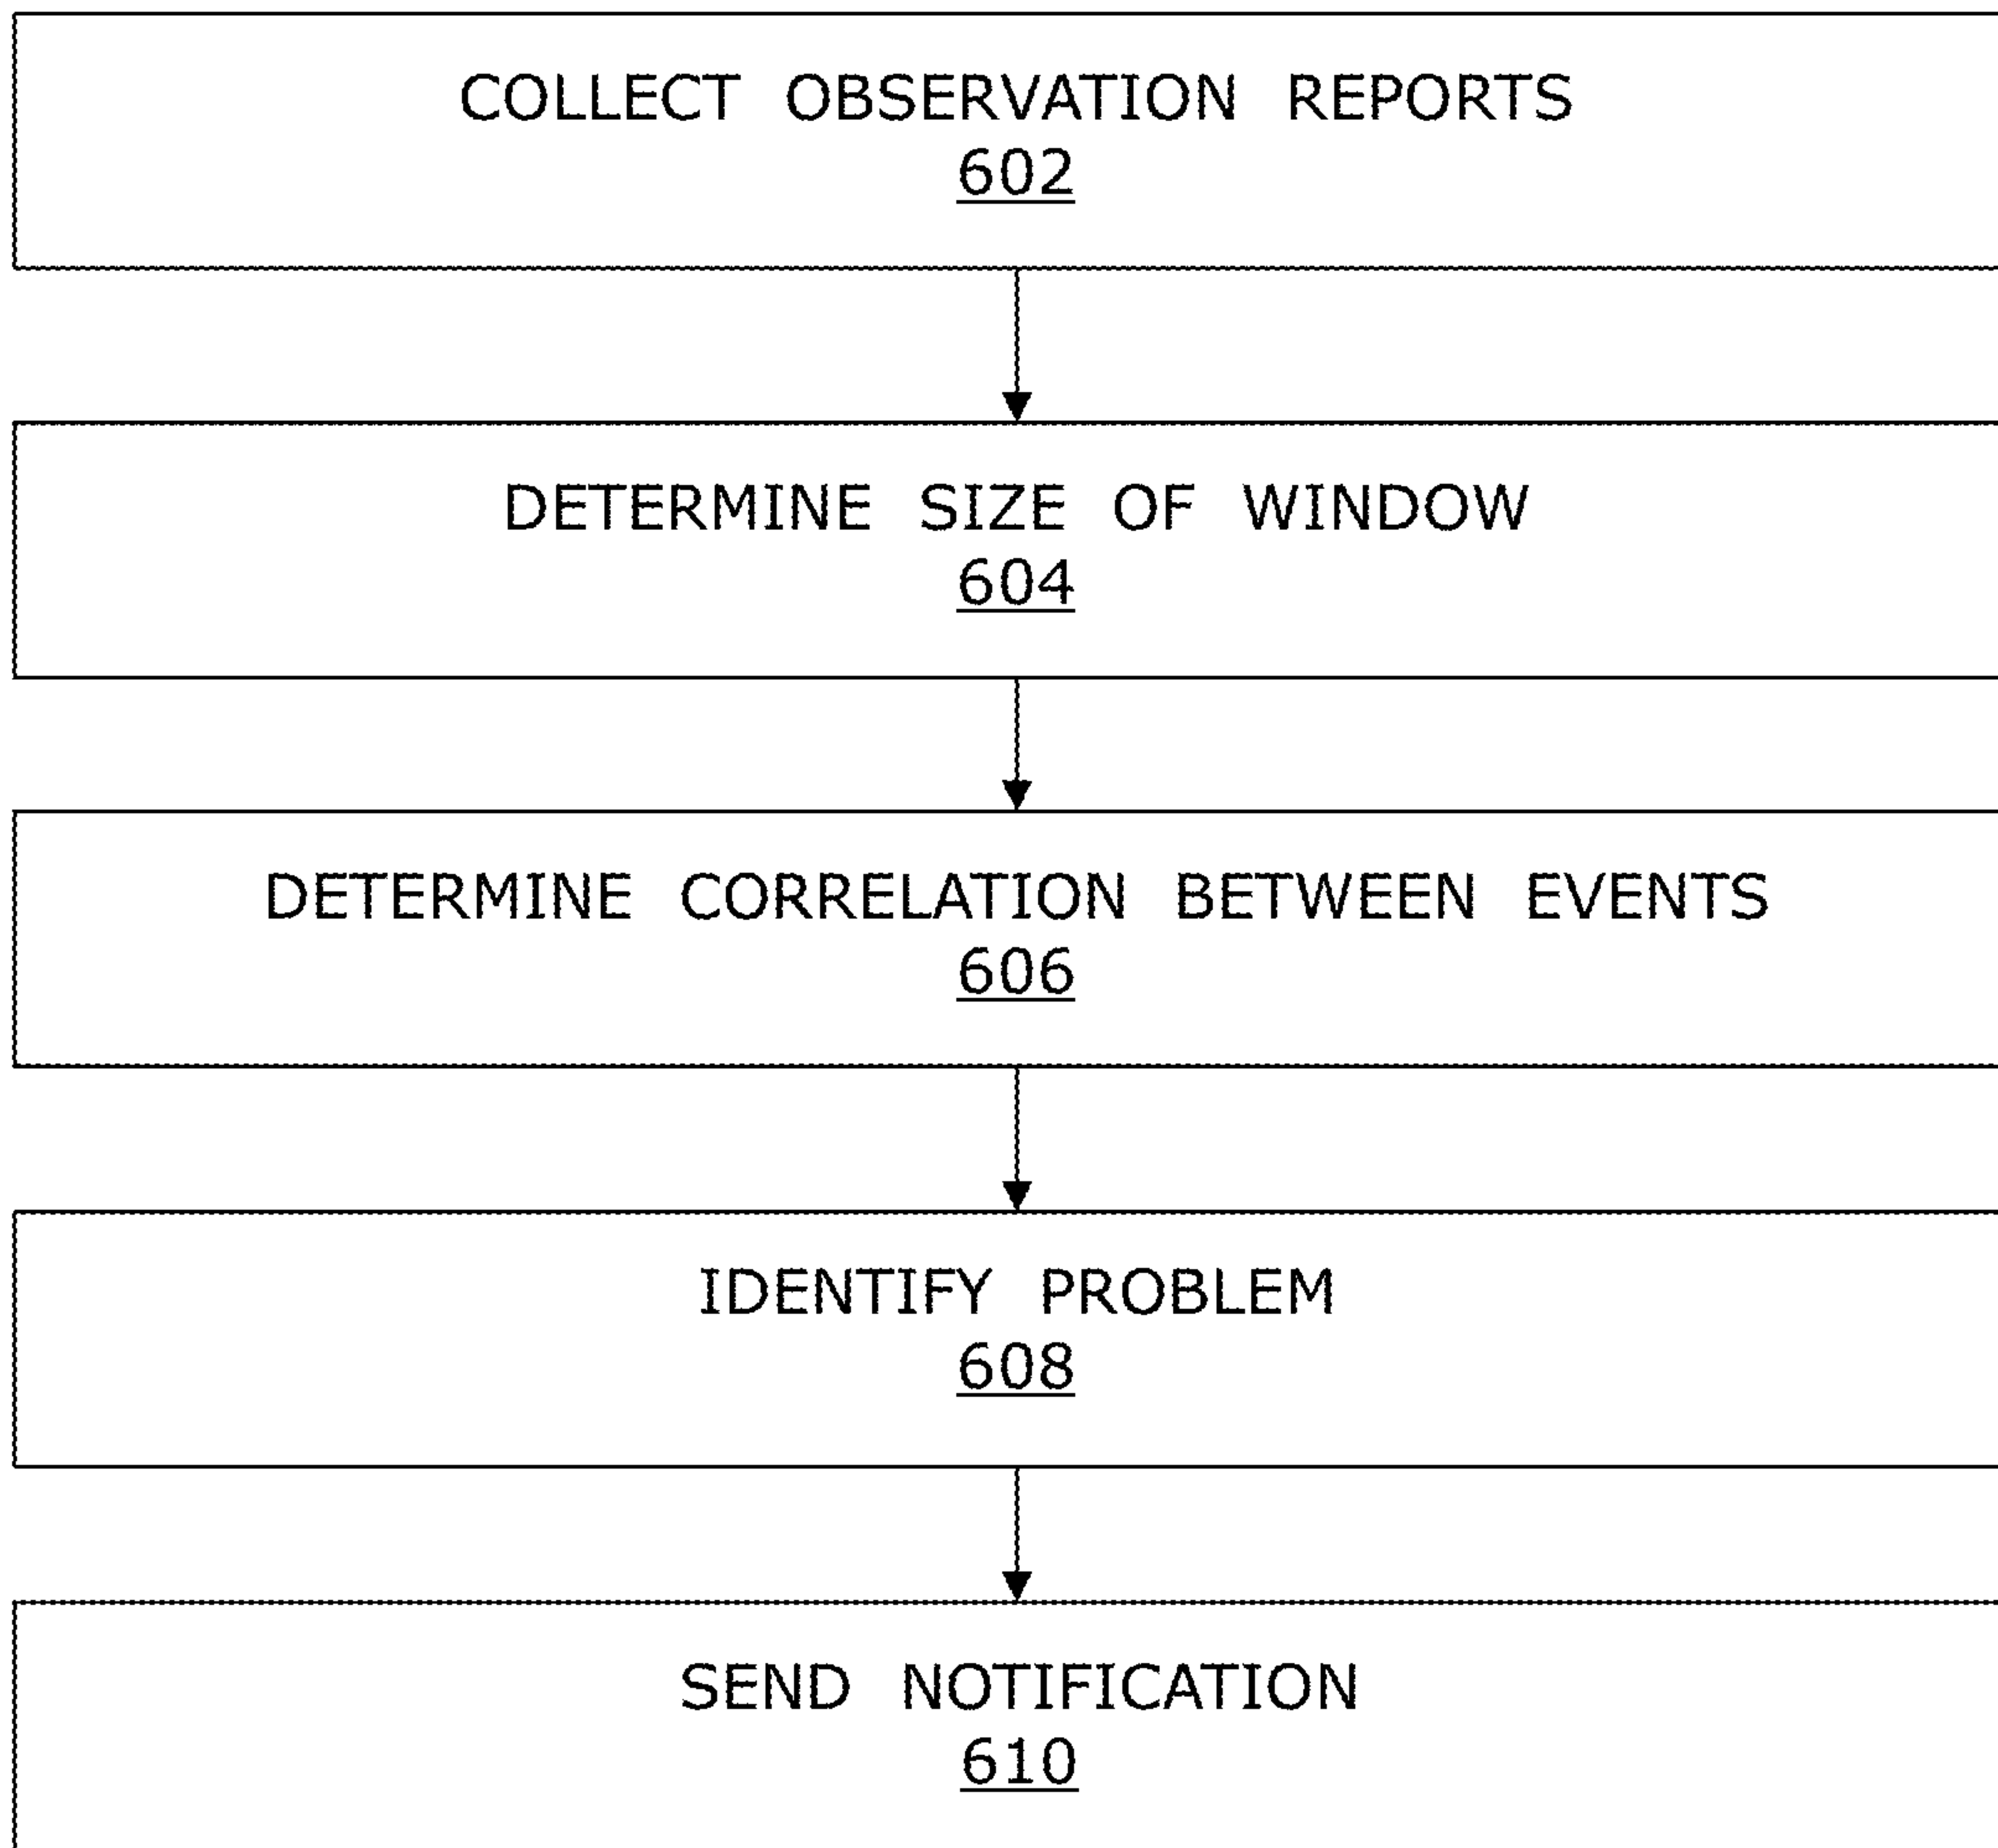 COLLECT OBSERVATION REPORTS
602
DETERMINE SIZE OF WINDOW
604
DETERMINE CORRELATION BETWEEN EVENTS
606
IDENTIFY PROBLEM
608
SEND NOTIFICATION
610